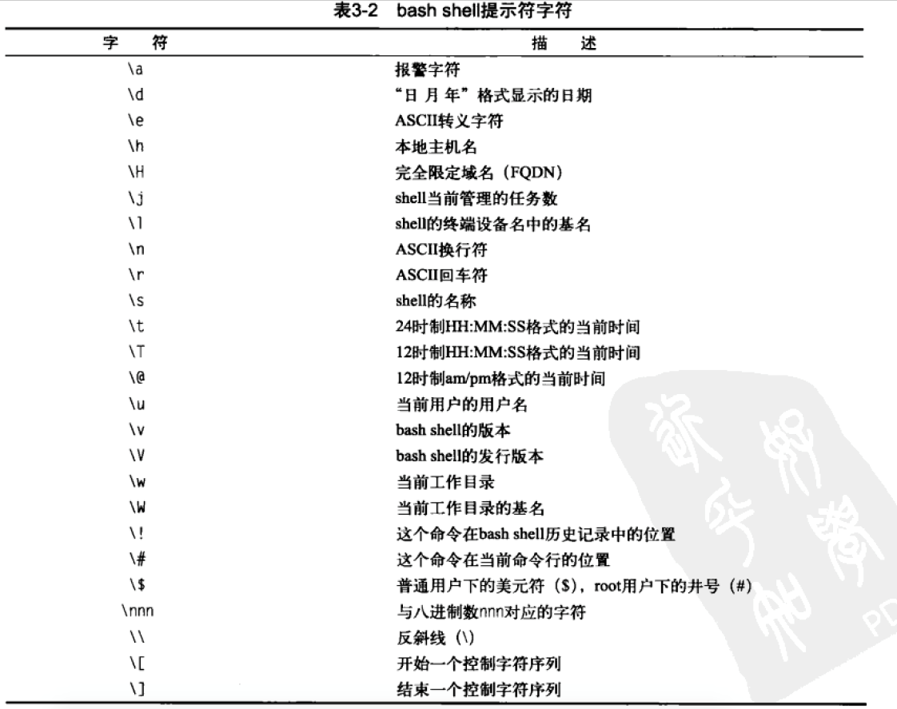 表3-2 bash shell提示符字符
字 符 描 述
\a 报警字符
\d “日 月 年”格式显示的日期
\e ASCII转义字符
\h 本地主机名
\H 完全限定域名（FQDN）
\j shell当前管理的任务数
\l shell的终端设备名中的基名
\n ASCII换行符
\r ASCII回车符
\s shell的名称
\t 24时制HH:MM:SS格式的当前时间
\T 12时制HH:MM:SS格式的当前时间
\@ 12时制am/pm格式的当前时间
\u 当前用户的用户名
\v bash shell的版本
\V bash shell的发行版本
\w 当前工作目录
\W 当前工作目录的基名
\! 这个命令在bash shell历史记录中的位置
\# 这个命令在当前命令行的位置
\$ 普通用户下的美元符（$），root用户下的井号（#）
\nnn 与八进制数nnn对应的字符
\\ 反斜线（\）
\[ 开始一个控制字符序列
\] 结束一个控制字符序列
PD